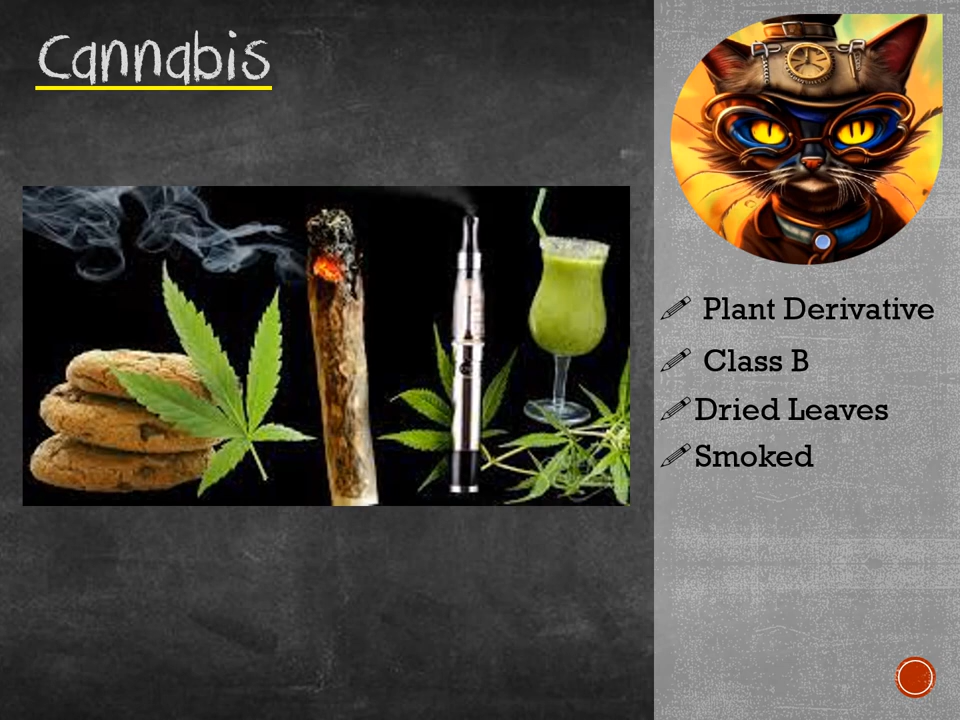 Cannabis
Plant Derivative
Class B
Dried Leaves
Smoked